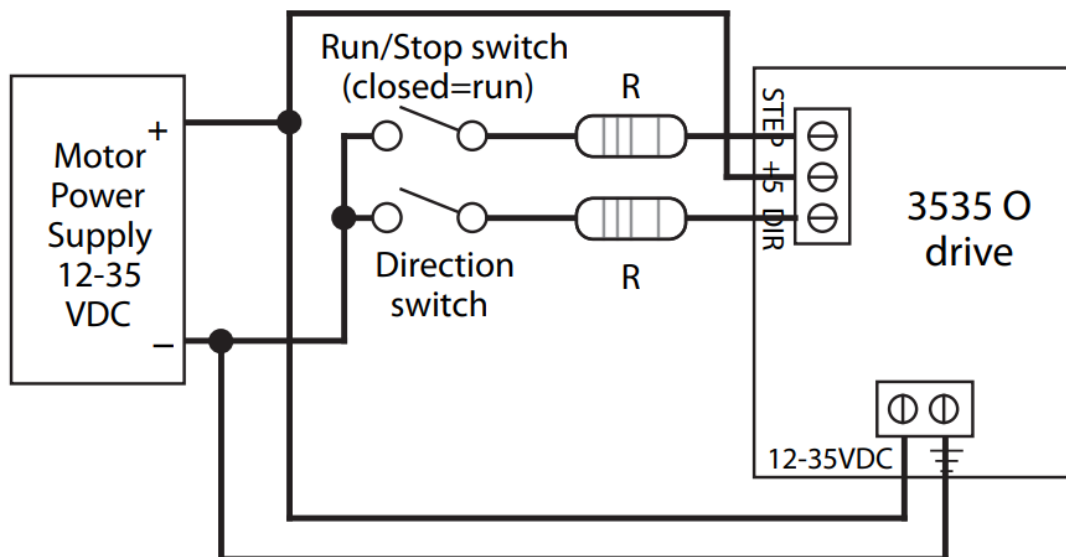 Motor
Power
Supply
12-35
VDC
+
–
Run/Stop switch
(closed=run)
R
Direction
switch
R
STEP
+5
DIR
3535 O
drive
12-35VDC